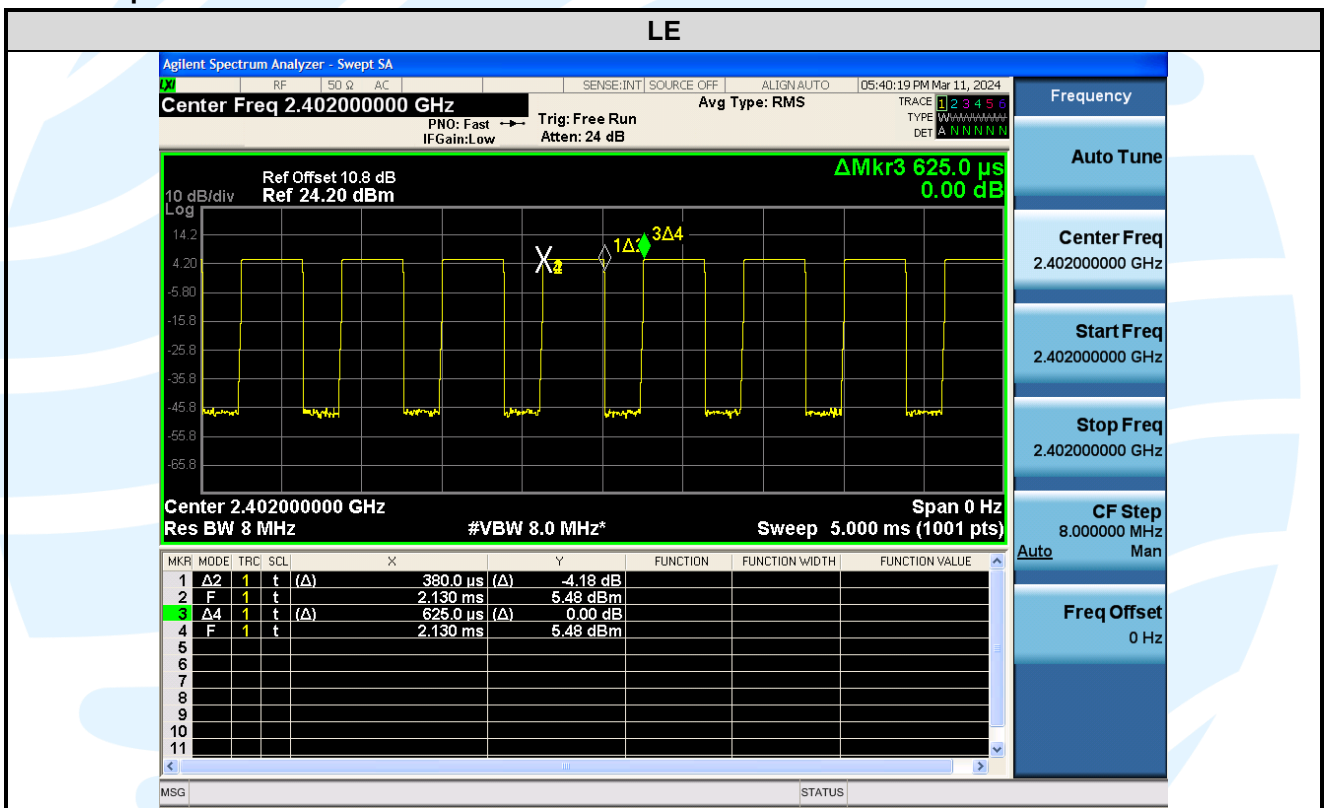 LE
Agilent Spectrum Analyzer - Swept SA
LXI RF 50 Ω AC SENSE:INT SOURCE OFF ALIGN AUTO 05:40:19 PM Mar 11, 2024
Center Freq 2.402000000 GHz
PNO: Fast
IFGain:Low
Trig: Free Run
Atten: 24 dB
Avg Type: RMS
TRACE 1 2 3 4 5 6
TYPE
DET A N N N N N
ΔMkr3 625.0 µs
0.00 dB
Ref Offset 10.8 dB
10 dB/div Ref 24.20 dBm
Log
14.2
4.20
-5.80
-15.8
-25.8
-35.8
-45.8
-55.8
-65.8
3Δ4
Center 2.402000000 GHz Span 0 Hz
Res BW 8 MHz #VBW 8.0 MHz* Sweep 5.000 ms (1001 pts)
MKR MODE TRC SCL X Y FUNCTION FUNCTION WIDTH FUNCTION VALUE
1 Δ2 1 t (Δ) 380.0 µs (Δ) -4.18 dB
2 F 1 t 2.130 ms 5.48 dBm
3 Δ4 1 t (Δ) 625.0 µs (Δ) 0.00 dB
4 F 1 t 2.130 ms 5.48 dBm
5
6
7
8
9
10
11
MSG STATUS
Frequency
Auto Tune
Center Freq
2.402000000 GHz
Start Freq
2.402000000 GHz
Stop Freq
2.402000000 GHz
CF Step
8.000000 MHz
Auto Man
Freq Offset
0 Hz